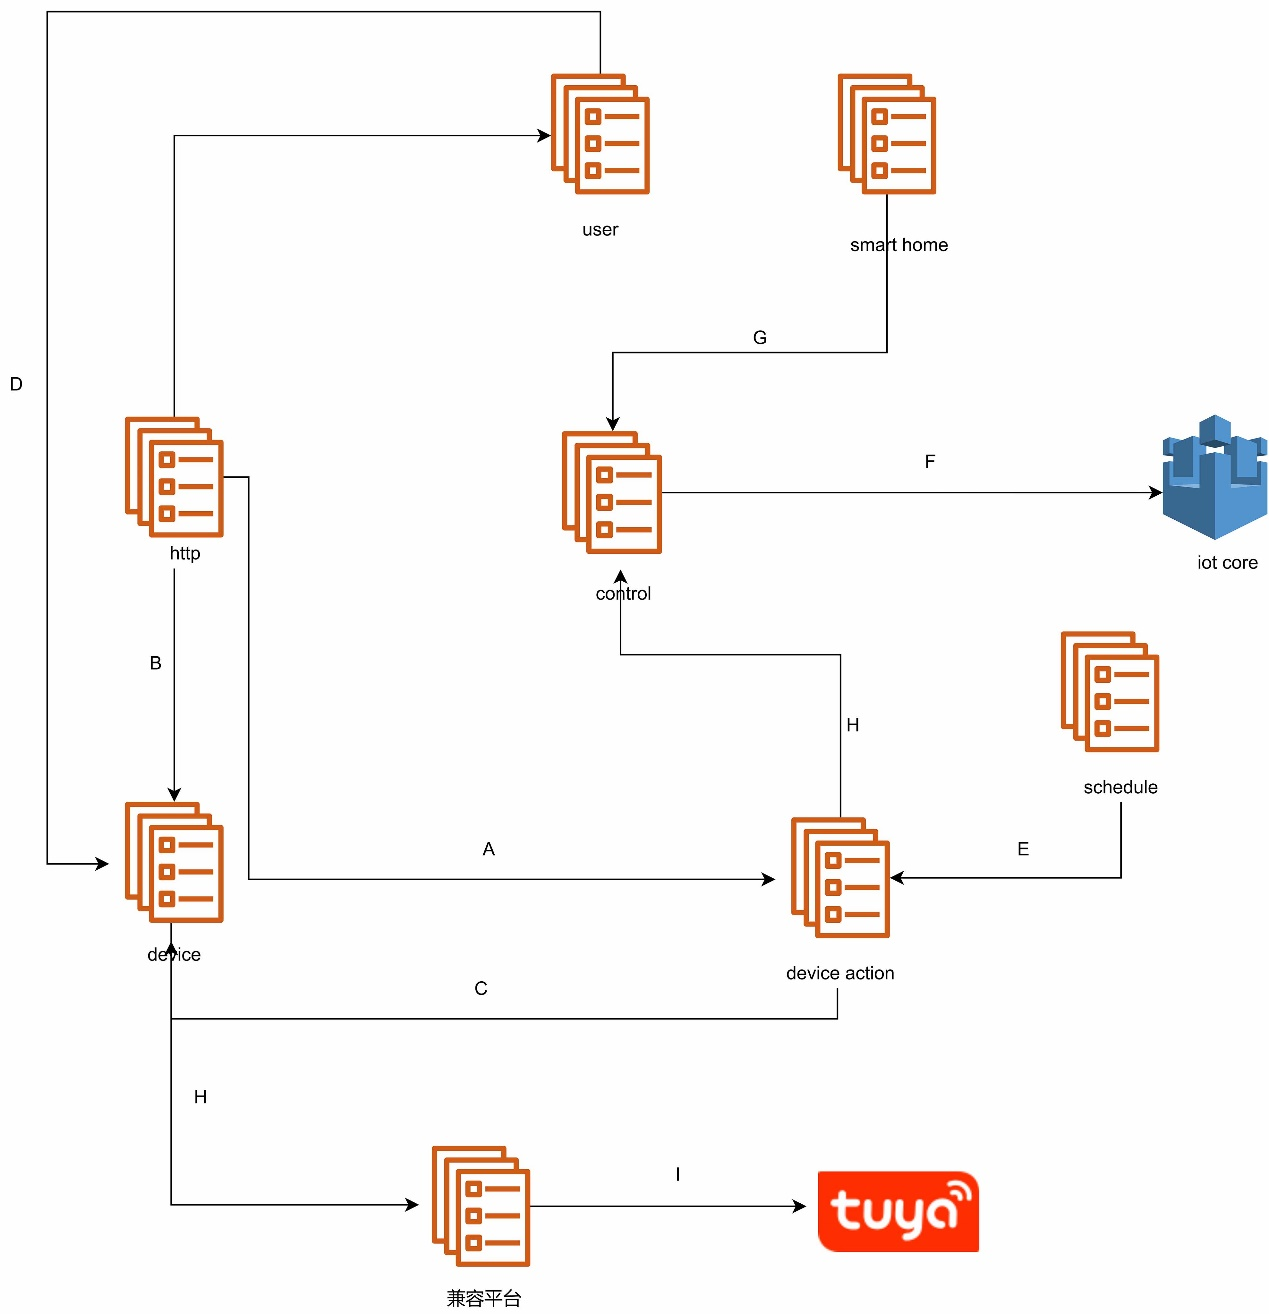 user
smart home
G
D
F
http
iot core
control
B
H
schedule
A
E
device
device action
C
H
I
tuya
兼容平台